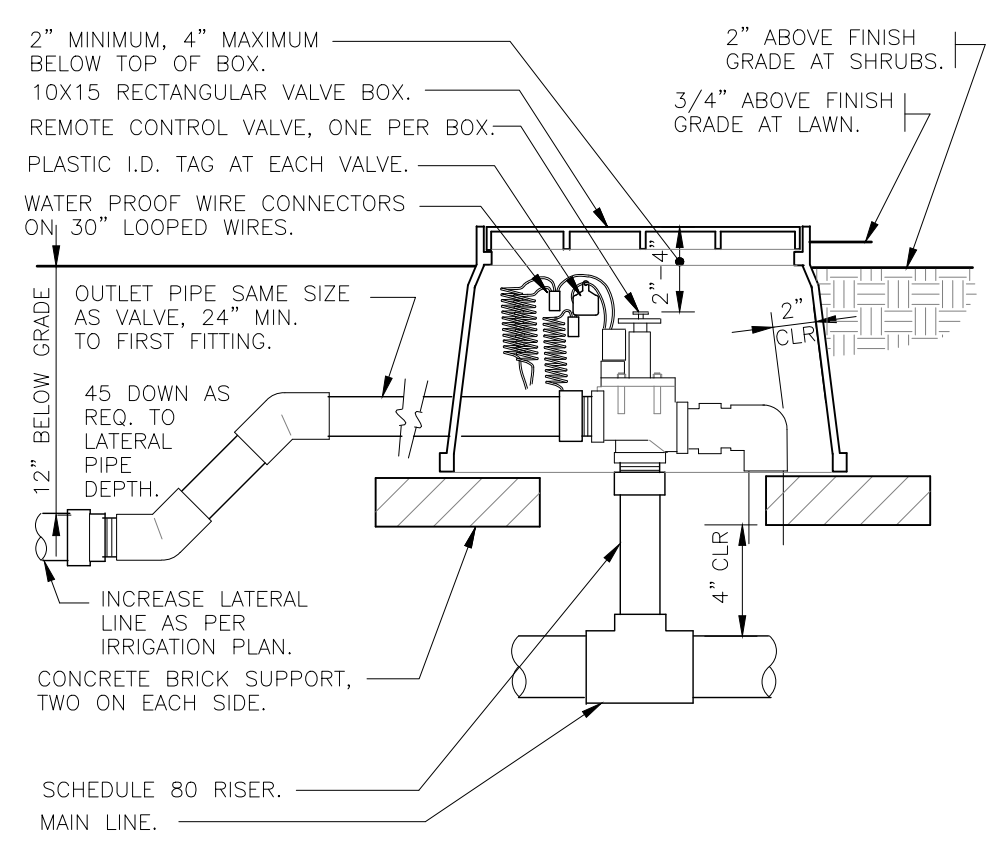 2” MINIMUM, 4” MAXIMUM
BELOW TOP OF BOX.
10X15 RECTANGULAR VALVE BOX.
REMOTE CONTROL VALVE, ONE PER BOX.
PLASTIC I.D. TAG AT EACH VALVE.
WATER PROOF WIRE CONNECTORS
ON 30” LOOPED WIRES.
2” ABOVE FINISH
GRADE AT SHRUBS.
3/4” ABOVE FINISH
GRADE AT LAWN.
2”-4”
2”
CLR
OUTLET PIPE SAME SIZE
AS VALVE, 24” MIN.
TO FIRST FITTING.
12” BELOW GRADE
45 DOWN AS
REQ. TO
LATERAL
PIPE
DEPTH.
4” CLR
INCREASE LATERAL
LINE AS PER
IRRIGATION PLAN.
CONCRETE BRICK SUPPORT,
TWO ON EACH SIDE.
SCHEDULE 80 RISER.
MAIN LINE.